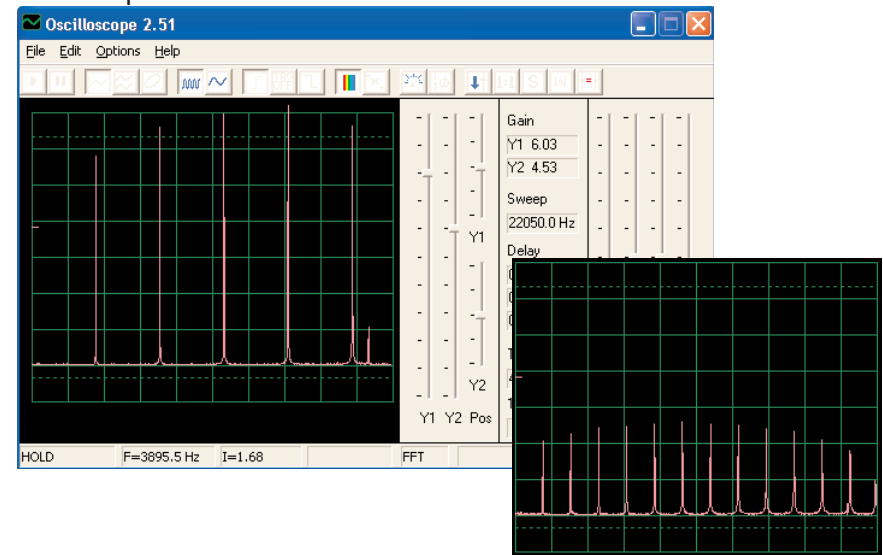 Oscilloscope 2.51
File Edit Options Help
Gain
Y1 6.03
Y2 4.53
Sweep
22050.0 Hz
Delay
Y1
Y2
Y1 Y2 Pos
HOLD F=3895.5 Hz I=1.68 FFT